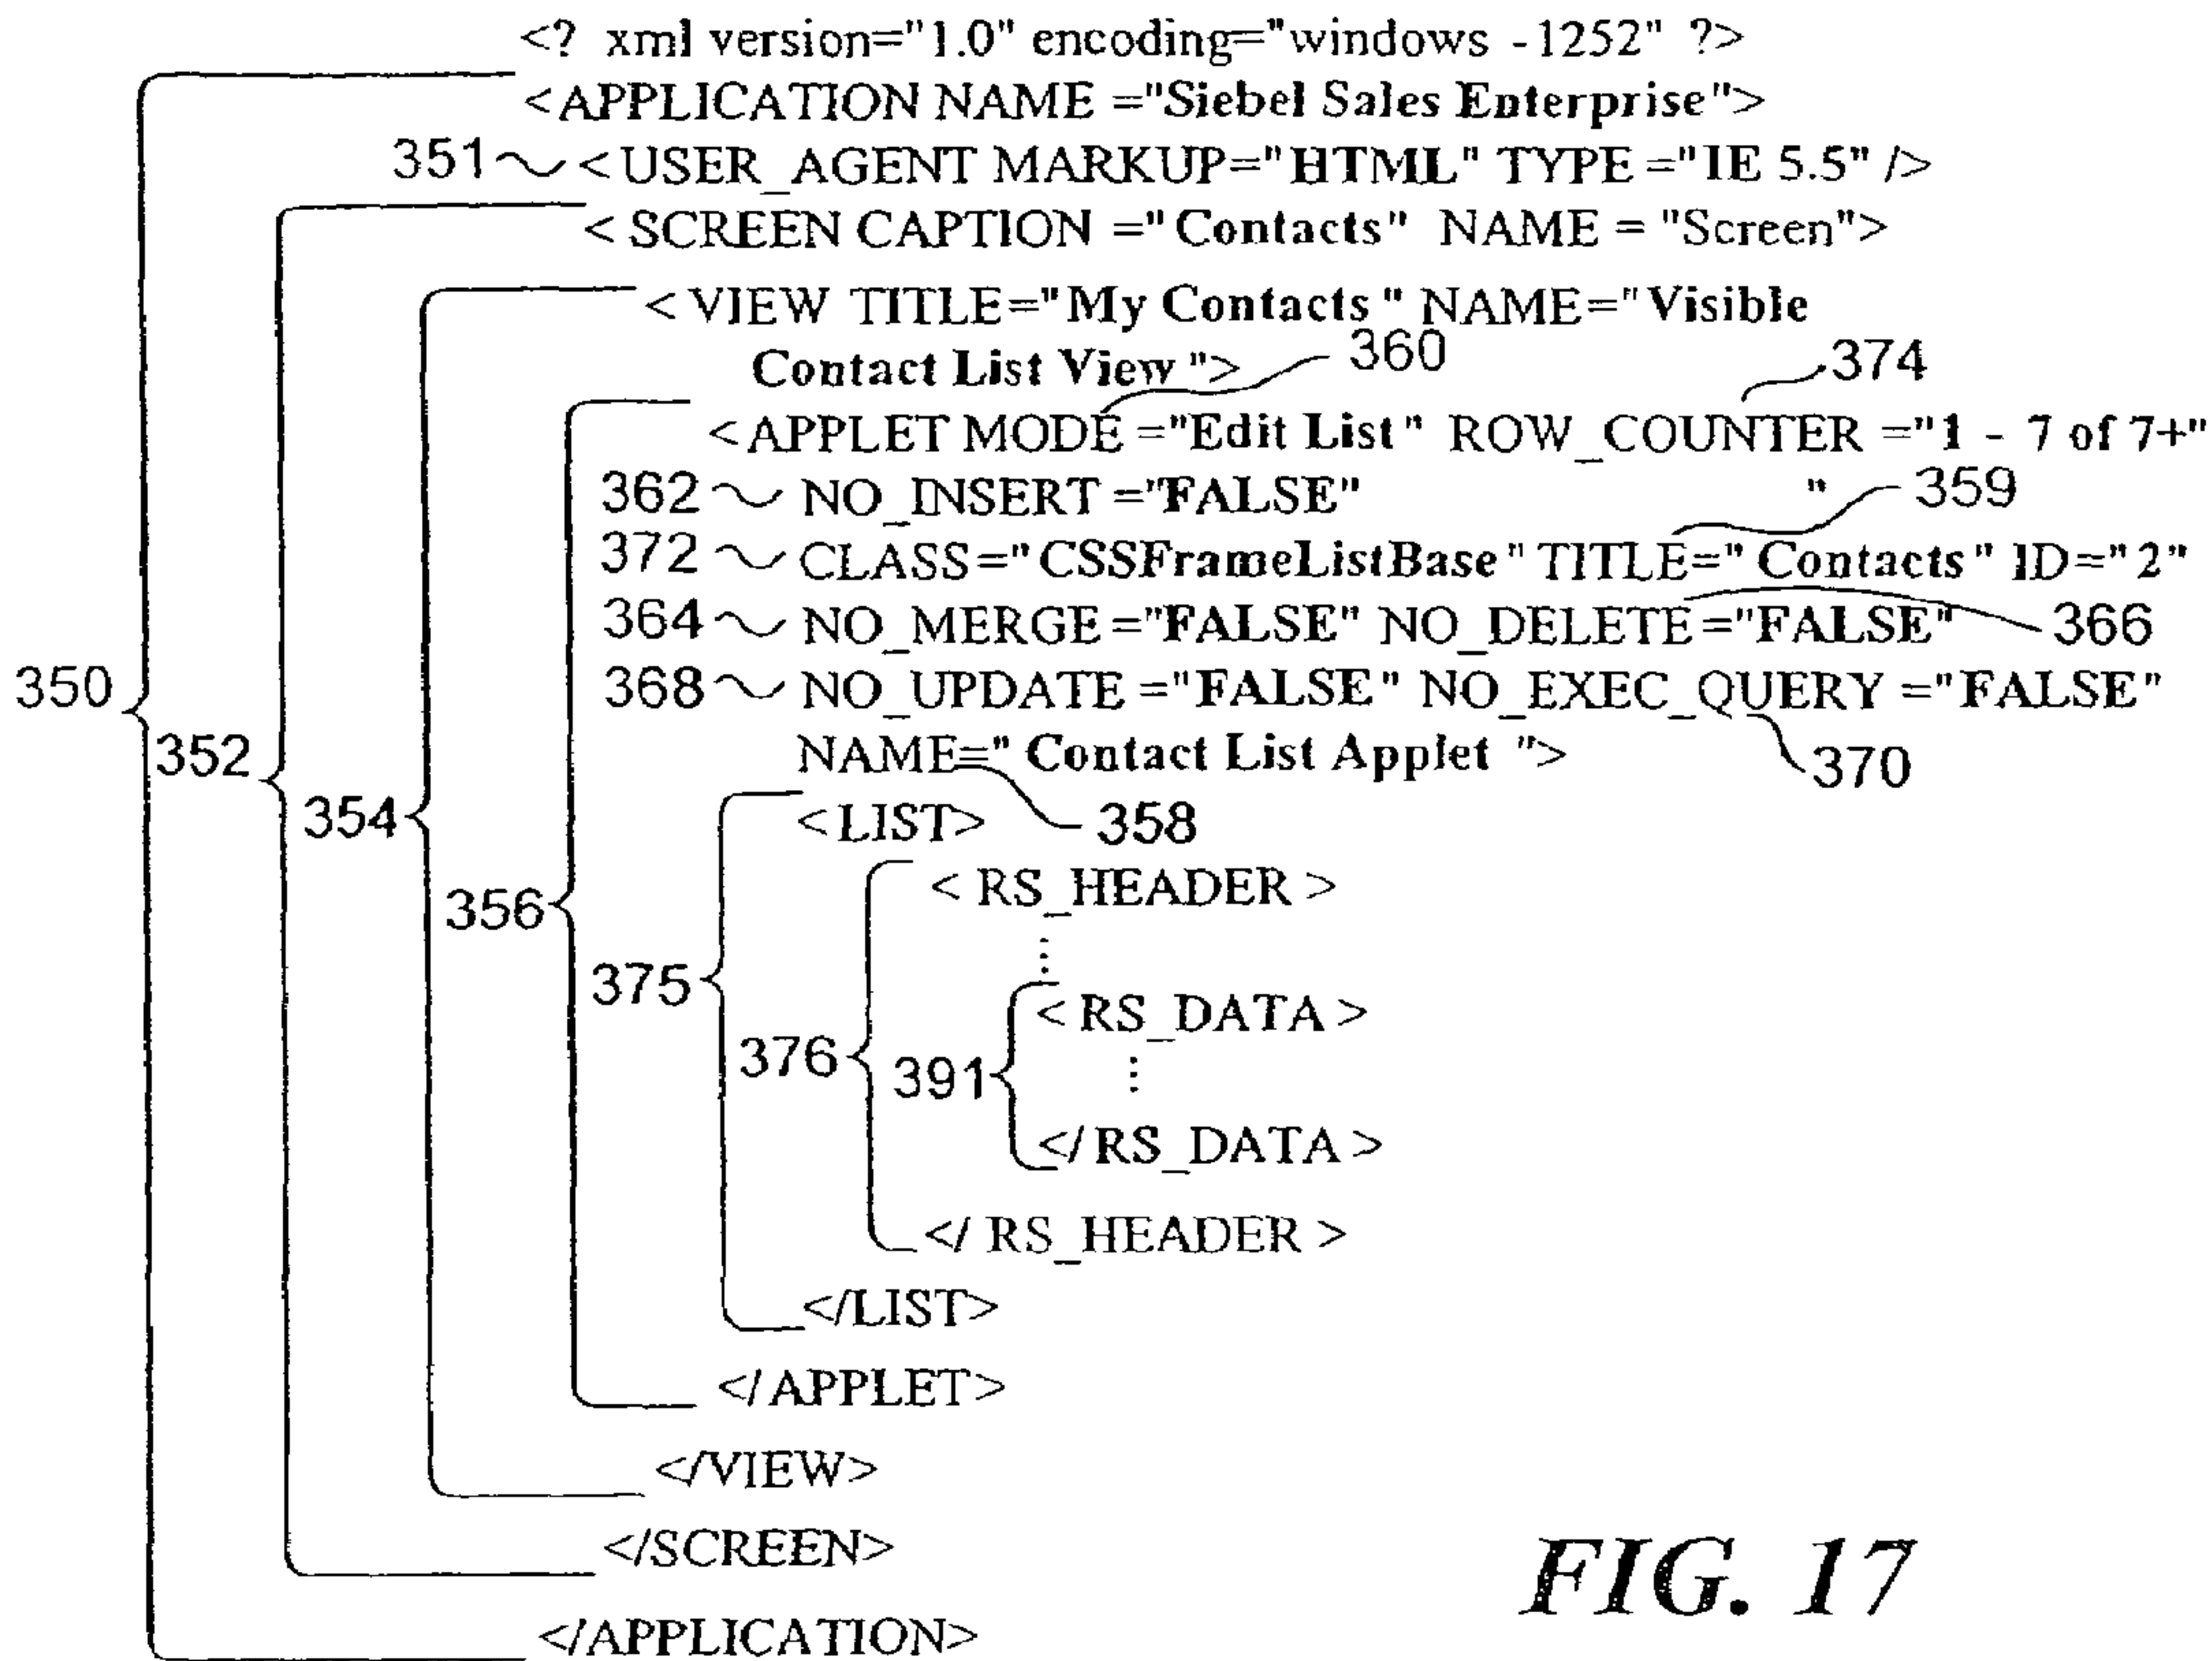 <? xml version="1.0" encoding="windows -1252" ?>
<APPLICATION NAME ="Siebel Sales Enterprise">
351 <USER_AGENT MARKUP="HTML" TYPE ="IE 5.5" />
<SCREEN CAPTION ="Contacts" NAME = "Screen">
<VIEW TITLE="My Contacts" NAME="Visible
Contact List View "> 360 374
<APPLET MODE ="Edit List" ROW_COUNTER ="1 - 7 of 7+"
362 NO_INSERT ="FALSE" " 359
372 CLASS="CSSFrameListBase" TITLE=" Contacts" ID="2"
364 NO_MERGE ="FALSE" NO_DELETE ="FALSE" 366
350 368 NO_UPDATE ="FALSE" NO_EXEC_QUERY ="FALSE"
352 NAME=" Contact List Applet "> 370
354 <LIST> 358
356 < RS_HEADER >
⋮
375 < RS_DATA >
376 391 ⋮
</ RS_DATA >
</ RS_HEADER >
</LIST>
</APPLET>
</VIEW>
</SCREEN>
</APPLICATION>
FIG. 17